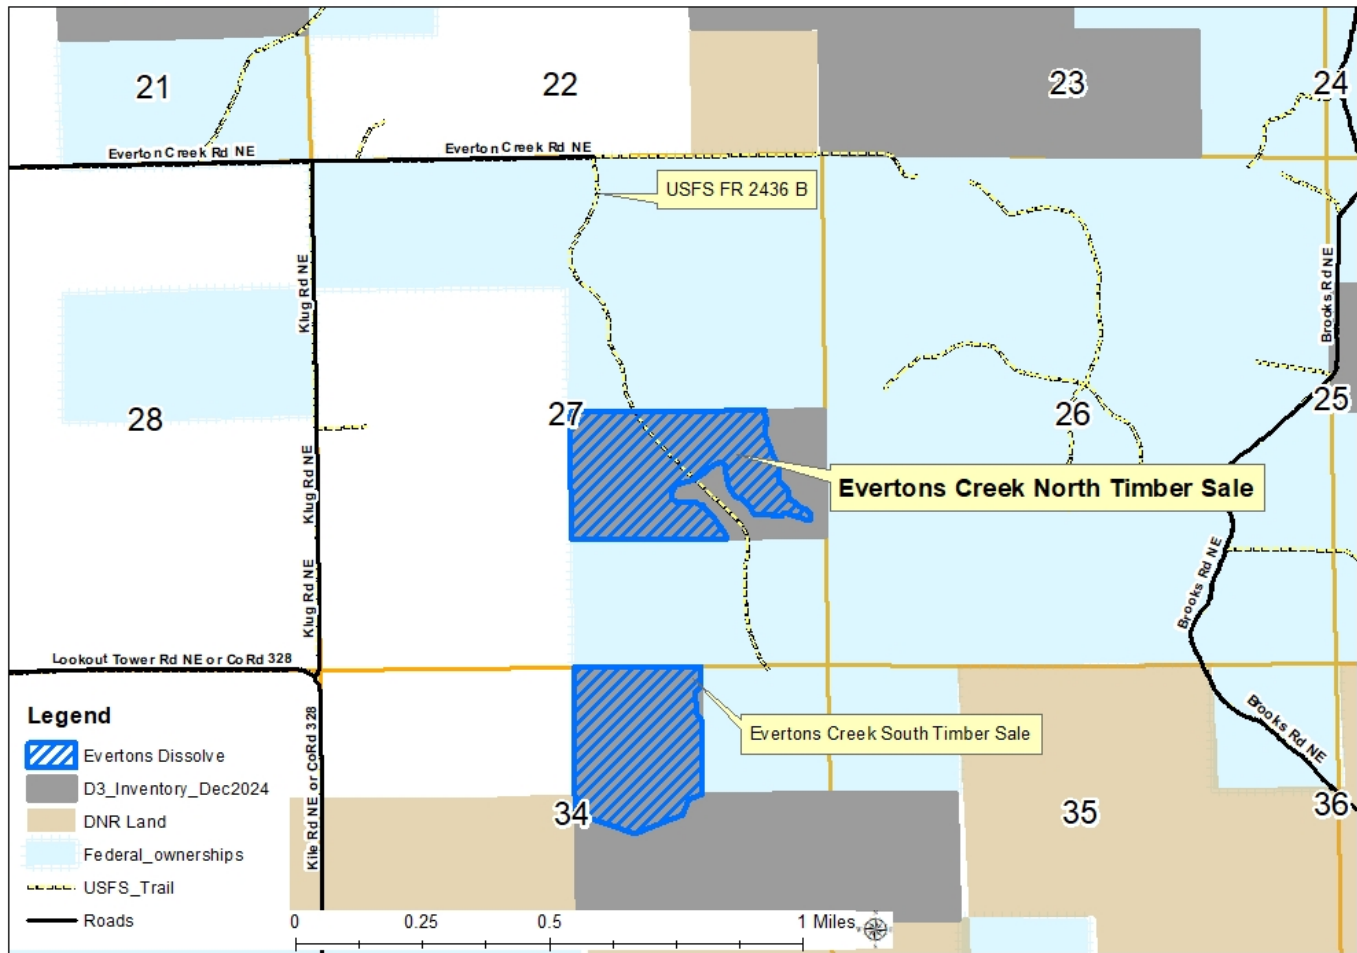 21
22
23
24
Everton Creek Rd NE
Everton Creek Rd NE
USFS FR 2436 B
Klug Rd NE
Brooks Rd NE
28
27
26
25
Klug Rd NE
Evertons Creek North Timber Sale
Klug Rd NE
Brooks Rd NE
Lookout Tower Rd NE or CoRd 328
Brooks Rd NE
Evertons Creek South Timber Sale
Kile Rd NE or CoRd 328
34
35
36
Legend
Evertons Dissolve
D3_Inventory_Dec2024
DNR Land
Federal_ownerships
USFS_Trail
Roads
0 0.25 0.5 1 Miles